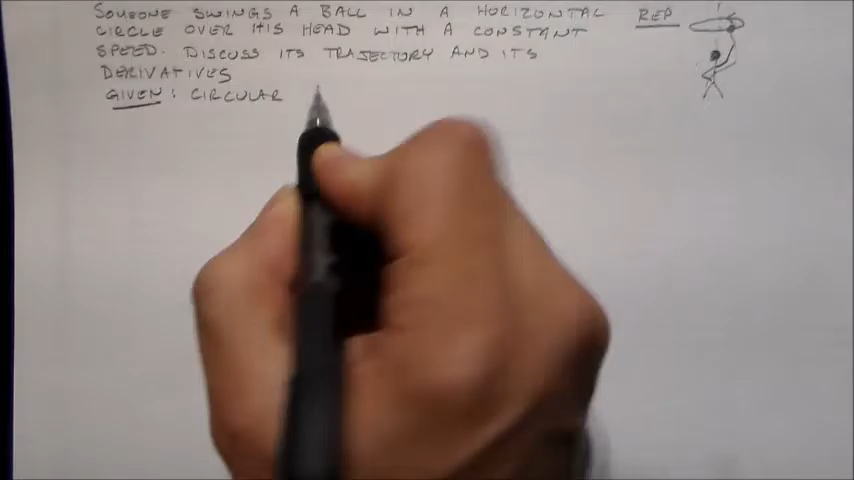 SOMEONE SWINGS A BALL IN A HORIZONTAL
CIRCLE OVER HIS HEAD WITH A CONSTANT
SPEED. DISCUSS ITS TRAJECTORY AND ITS
DERIVATIVES
GIVEN: CIRCULAR
REP